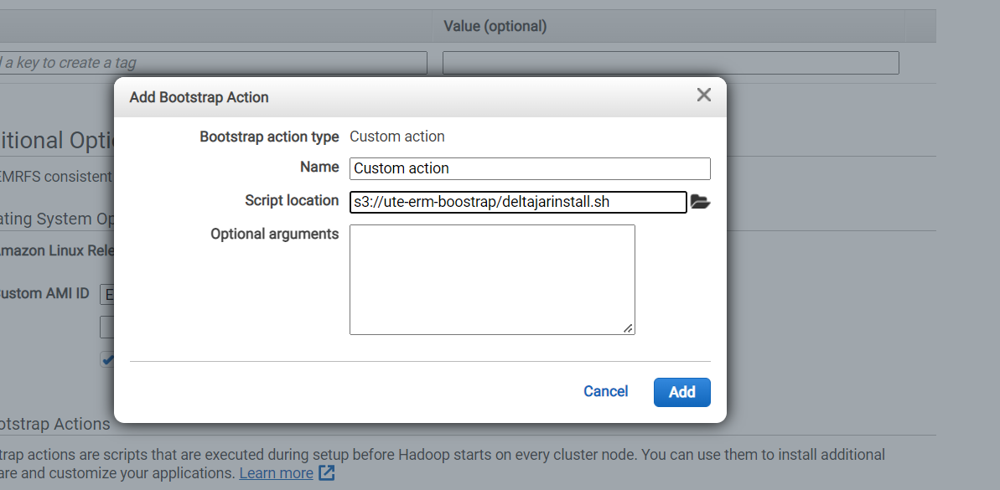 Value (optional)
l a key to create a tag
Add Bootstrap Action
Bootstrap action type Custom action
Name Custom action
Script location s3://ute-erm-boostrap/deltajarinstall.sh
Optional arguments
itional Opti
EMRFS consistent
ating System Op
Amazon Linux Rele
ustom AMI ID E
Cancel Add
otstrap Actions
trap actions are scripts that are executed during setup before Hadoop starts on every cluster node. You can use them to install additional
are and customize your applications. Learn more